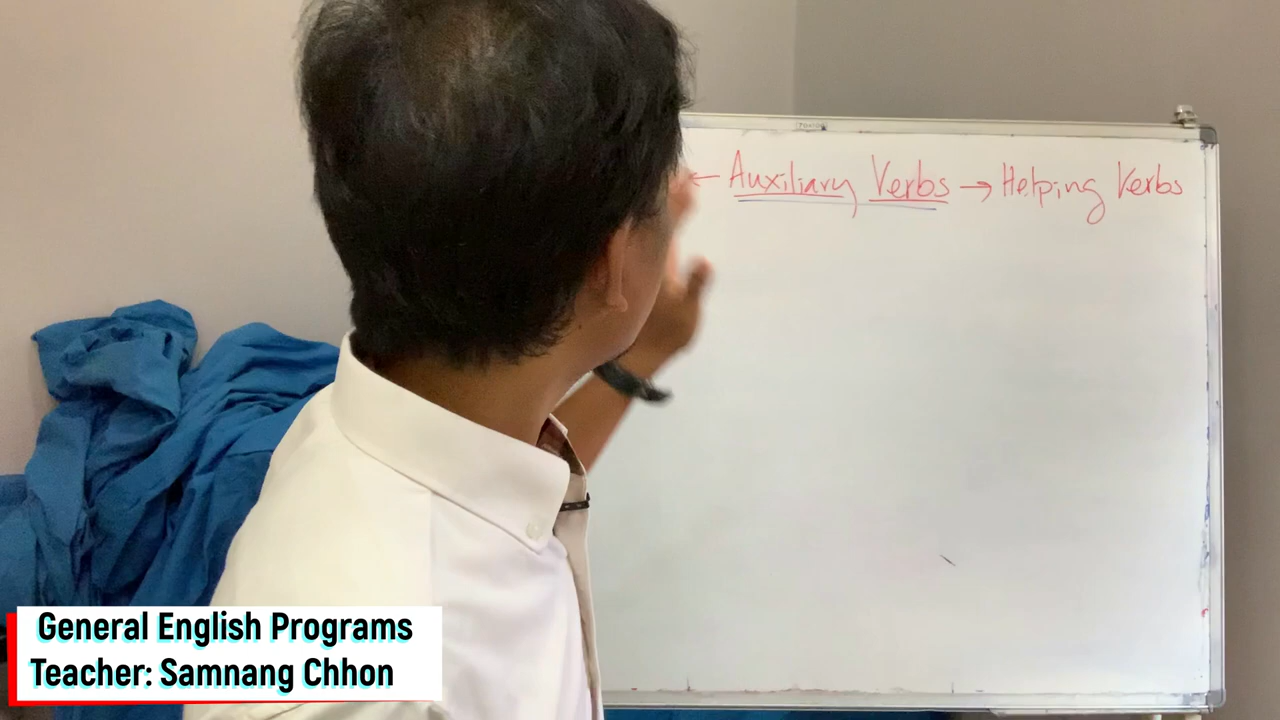 ← Auxiliary Verbs → Helping Verbs
General English Programs
Teacher: Samnang Chhon